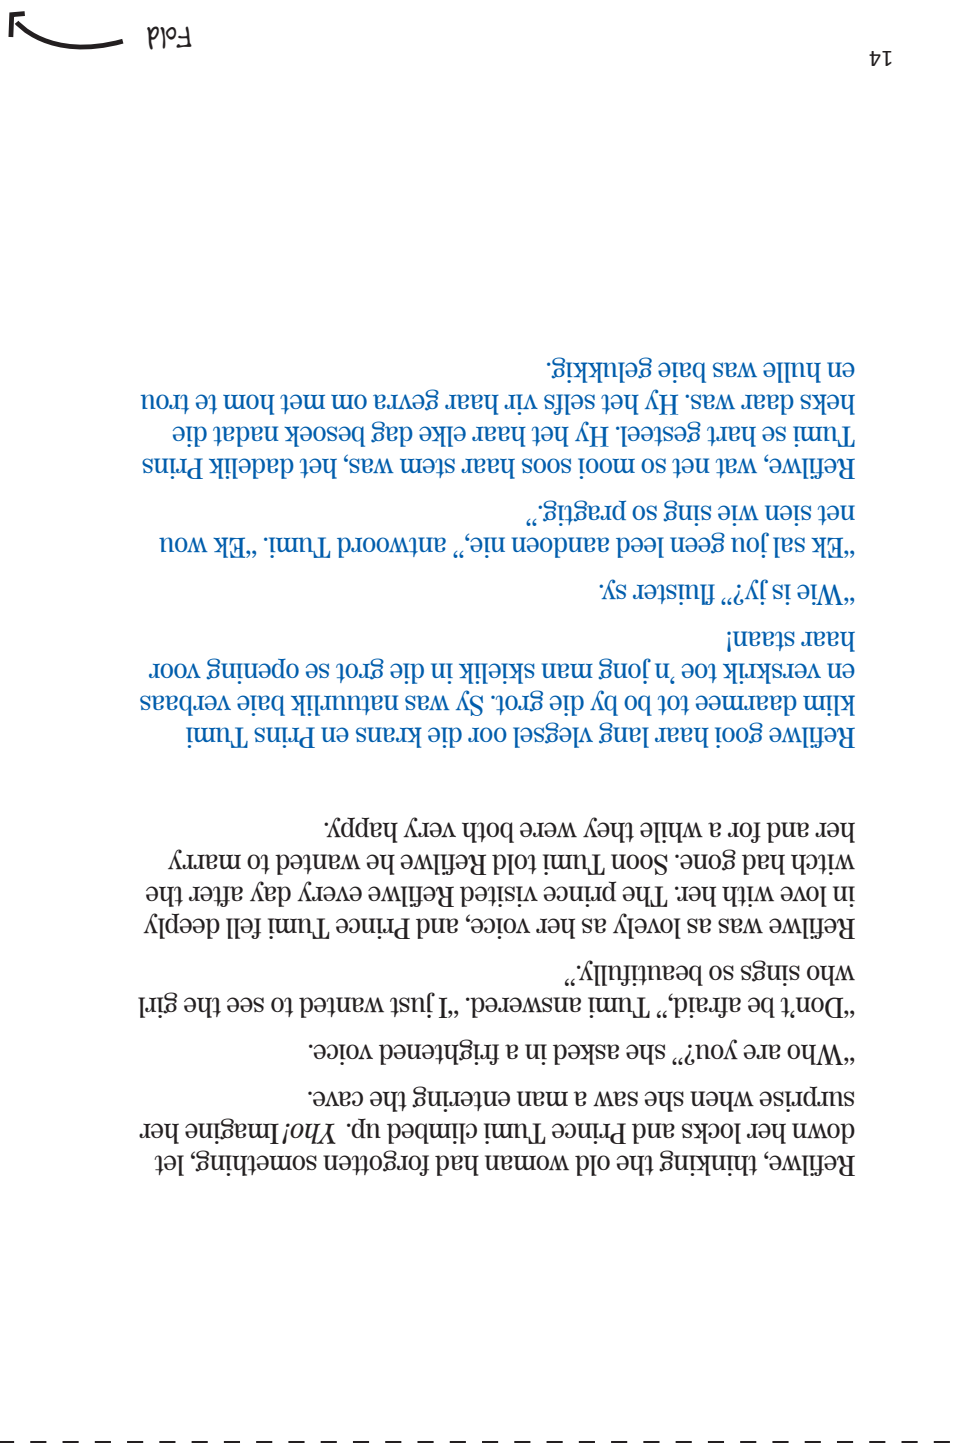 Refilwe, thinking the old woman had forgotten something, let
down her locks and Prince Tumi climbed up. Yho! Imagine her
surprise when she saw a man entering the cave.
“Who are you?” she asked in a frightened voice.
“Don’t be afraid,” Tumi answered. “I just wanted to see the girl
who sings so beautifully.”
Refilwe was as lovely as her voice, and Prince Tumi fell deeply
in love with her. The prince visited Refilwe every day after the
witch had gone. Soon Tumi told Refilwe he wanted to marry
her and for a while they were both very happy.
Refilwe gooi haar lang vlegsel oor die krans en Prins Tumi
klim daarmee tot bo by die grot. Sy was natuurlik baie verbaas
en verskrik toe ’n jong man skielik in die grot se opening voor
haar staan!
“Wie is jy?” fluister sy.
“Ek sal jou geen leed aandoen nie,” antwoord Tumi. “Ek wou
net sien wie sing so pragtig.”
Refilwe, wat net so mooi soos haar stem was, het dadelik Prins
Tumi se hart gesteel. Hy het haar elke dag besoek nadat die
heks daar was. Hy het selfs vir haar gevra om met hom te trou
en hulle was baie gelukkig.
14
Fold